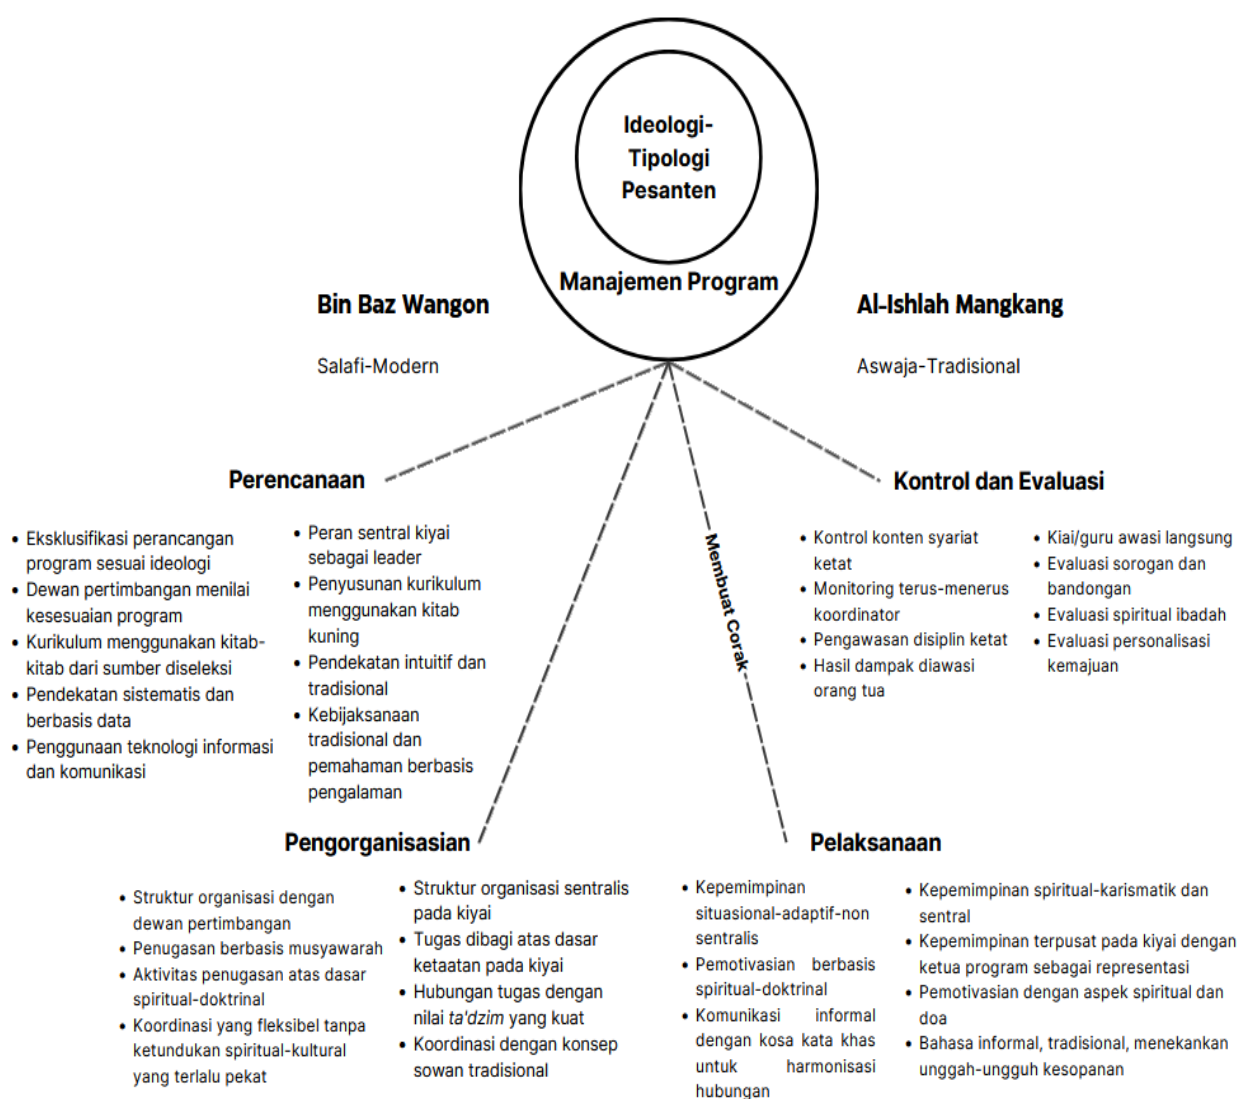 Ideologi-
Tipologi
Pesanten
Manajemen Program
Bin Baz Wangon
Salafi-Modern
Al-Ishlah Mangkang
Aswaja-Tradisional
Perencanaan
• Eksklusifikasi perancangan
program sesuai ideologi
• Dewan pertimbangan menilai
kesesuaian program
• Kurikulum menggunakan kitab-
kitab dari sumber diseleksi
• Pendekatan sistematis dan
berbasis data
• Penggunaan teknologi informasi
dan komunikasi
• Peran sentral kiyai
sebagai leader
• Penyusunan kurikulum
menggunakan kitab
kuning
• Pendekatan intuitif dan
tradisional
• Kebijaksanaan
tradisional dan
pemahaman berbasis
pengalaman
Membuat Corak
Kontrol dan Evaluasi
• Kontrol konten syariat
ketat
• Monitoring terus-menerus
koordinator
• Pengawasan disiplin ketat
• Hasil dampak diawasi
orang tua
• Kiai/guru awasi langsung
• Evaluasi sorogan dan
bandongan
• Evaluasi spiritual ibadah
• Evaluasi personalisasi
kemajuan
Pengorganisasian
• Struktur organisasi dengan
dewan pertimbangan
• Penugasan berbasis musyawarah
• Aktivitas penugasan atas dasar
spiritual-doktrinal
• Koordinasi yang fleksibel tanpa
ketundukan spiritual-kultural
yang terlalu pekat
• Struktur organisasi sentralis
pada kiyai
• Tugas dibagi atas dasar
ketaatan pada kiyai
• Hubungan tugas dengan
nilai ta'dzim yang kuat
• Koordinasi dengan konsep
sowan tradisional
Pelaksanaan
• Kepemimpinan
situasional-adaptif-non
sentralis
• Pemotivasian berbasis
spiritual-doktrinal
• Komunikasi informal
dengan kosa kata khas
untuk harmonisasi
hubungan
• Kepemimpinan spiritual-karismatik dan
sentral
• Kepemimpinan terpusat pada kiyai dengan
ketua program sebagai representasi
• Pemotivasian dengan aspek spiritual dan
doa
• Bahasa informal, tradisional, menekankan
unggah-ungguh kesopanan